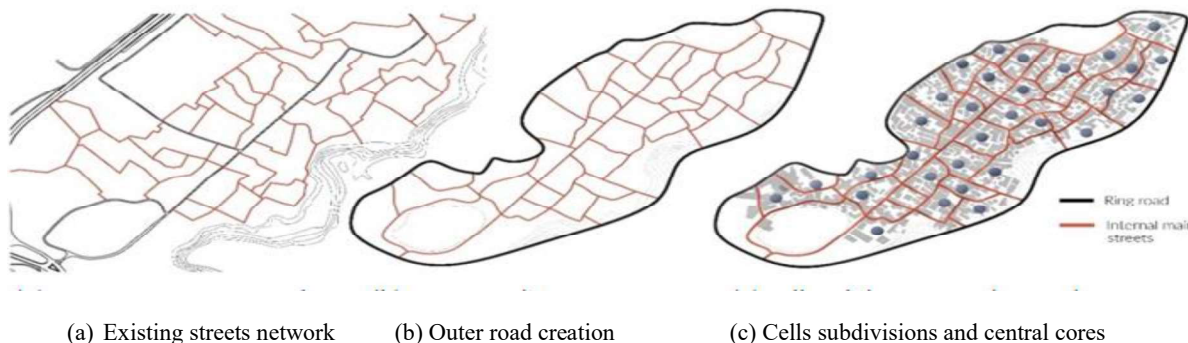 Ring road
Internal main
streets
(a) Existing streets network
(b) Outer road creation
(c) Cells subdivisions and central cores